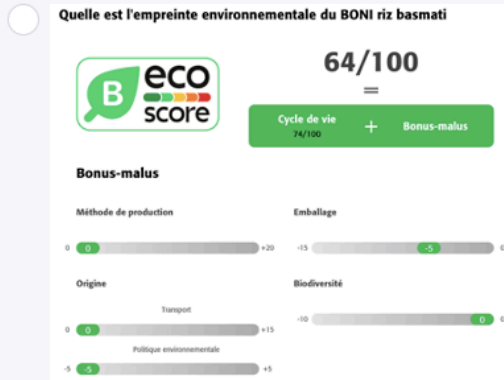 Quelle est l'empreinte environnementale du BONI riz basmati
B eco score
64/100
=
Cycle de vie
74/100
+
Bonus-malus
Bonus-malus
Méthode de production
0 0 +20
Emballage
-15 -5 0
Origine
Transport
0 0 +15
Politique environnementale
-5 -5 +5
Biodiversité
-10 0 0